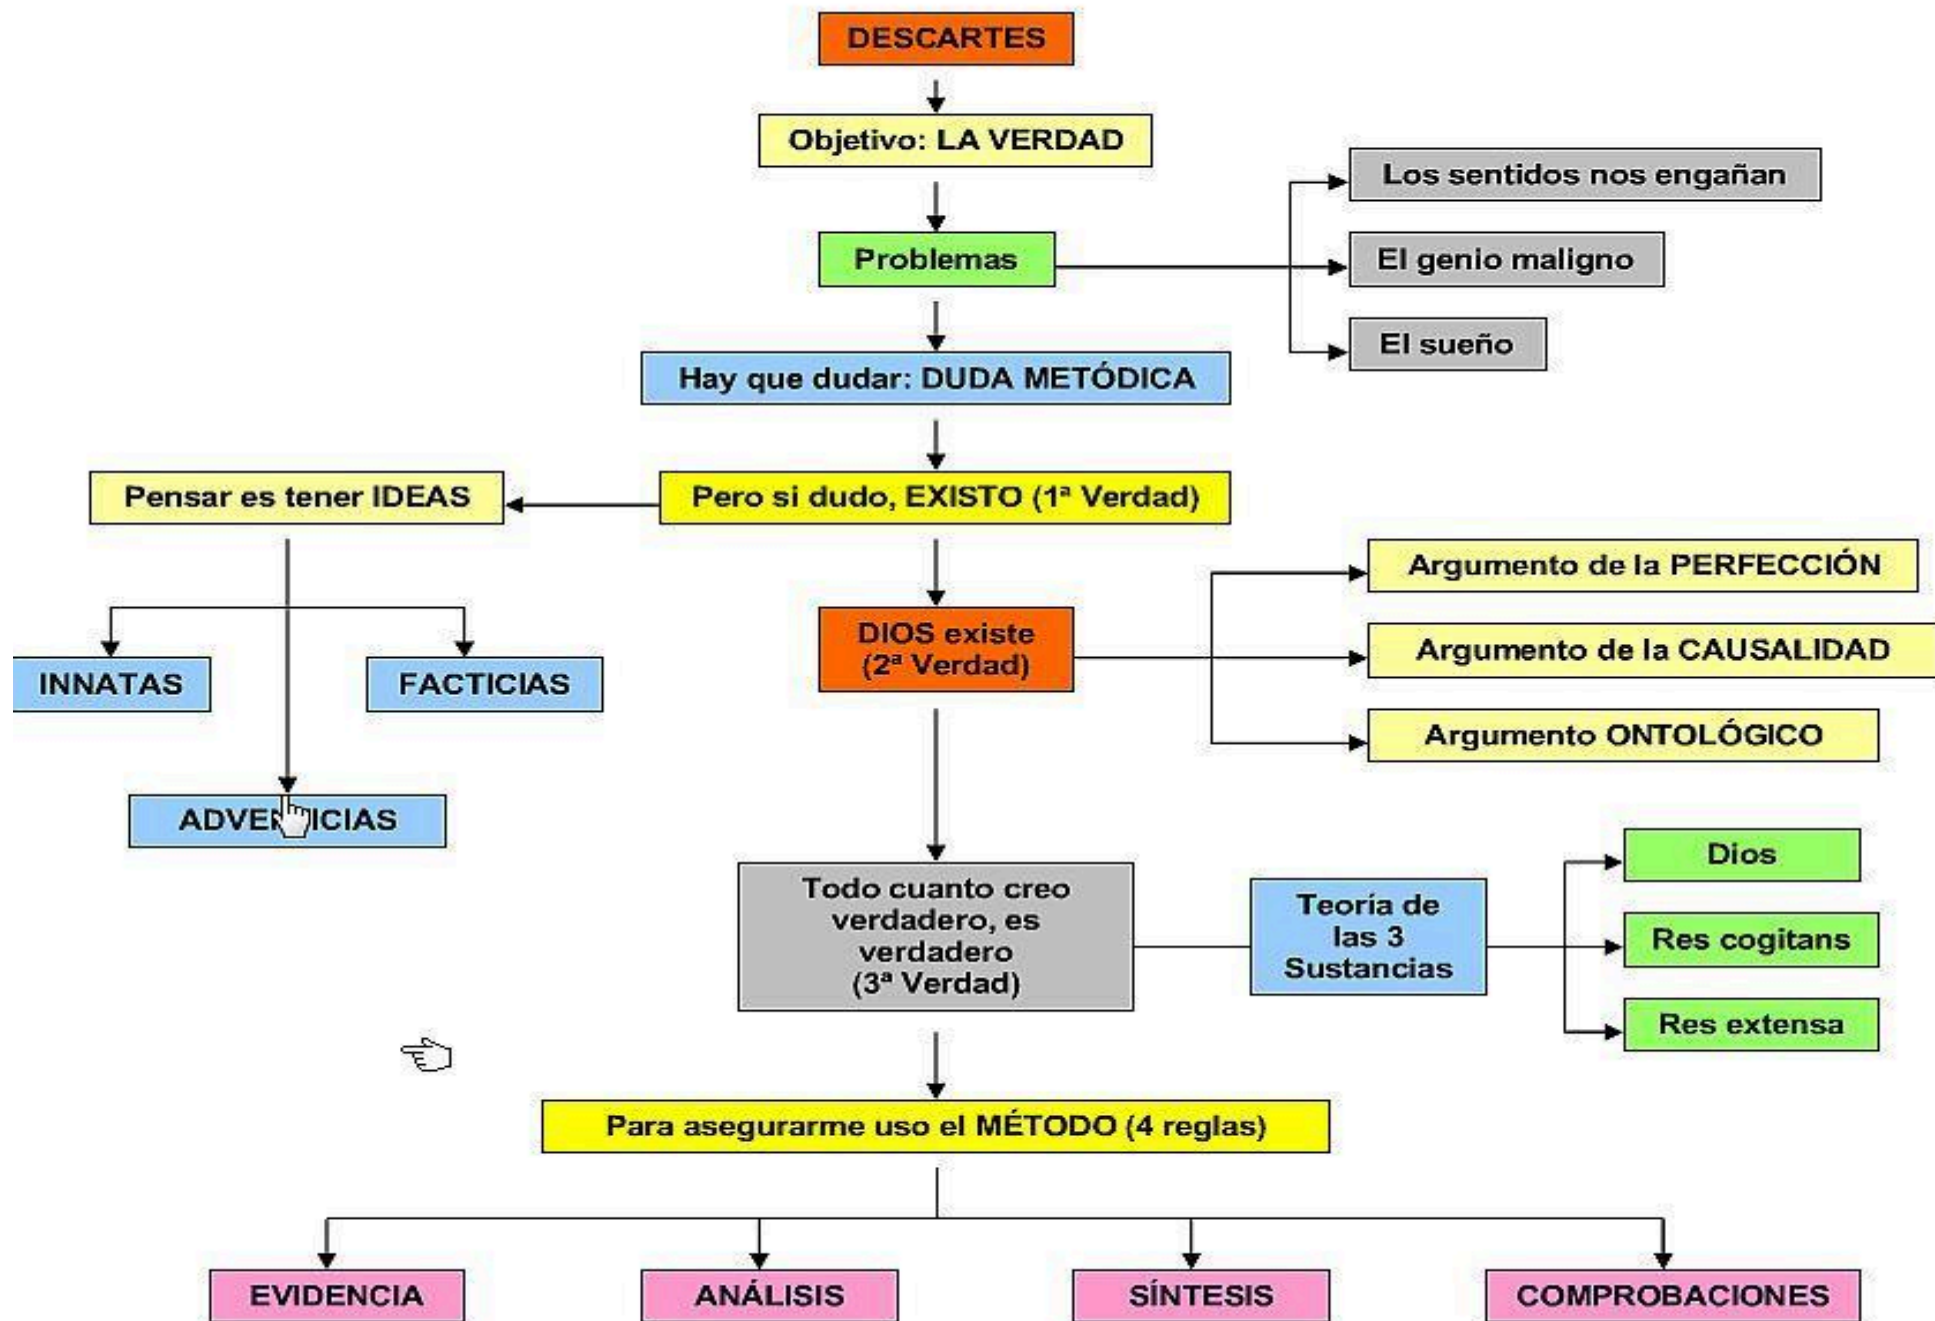 DESCARTES
Objetivo: LA VERDAD
Los sentidos nos engañan
Problemas
El genio maligno
El sueño
Hay que dudar: DUDA METÓDICA
Pensar es tener IDEAS
Pero si dudo, EXISTO (1ª Verdad)
Argumento de la PERFECCIÓN
DIOS existe
(2ª Verdad)
Argumento de la CAUSALIDAD
INNATAS
FACTICIAS
Argumento ONTOLÓGICO
ADVENTICIAS
Todo cuanto creo
verdadero, es
verdadero
(3ª Verdad)
Teoría de
las 3
Sustancias
Dios
Res cogitans
Res extensa
Para asegurarme uso el MÉTODO (4 reglas)
EVIDENCIA
ANÁLISIS
SÍNTESIS
COMPROBACIONES